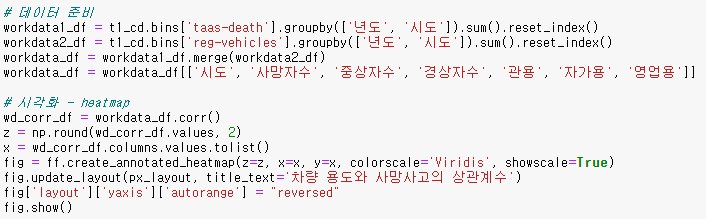 # 데이터 준비
workdata1_df = t1_cd.bins['taas-death'].groupby(['년도', '시도']).sum().reset_index()
workdata2_df = t1_cd.bins['reg-vehicles'].groupby(['년도', '시도']).sum().reset_index()
workdata_df = workdata1_df.merge(workdata2_df)
workdata_df = workdata_df[['시도', '사망자수', '중상자수', '경상자수', '관용', '자가용', '영업용']]
# 시각화 - heatmap
wd_corr_df = workdata_df.corr()
z = np.round(wd_corr_df.values, 2)
x = wd_corr_df.columns.values.tolist()
fig = ff.create_annotated_heatmap(z=z, x=x, y=x, colorscale='Viridis', showscale=True)
fig.update_layout(px_layout, title_text='차량 용도와 사망사고의 상관계수')
fig['layout']['yaxis']['autorange'] = "reversed"
fig.show()